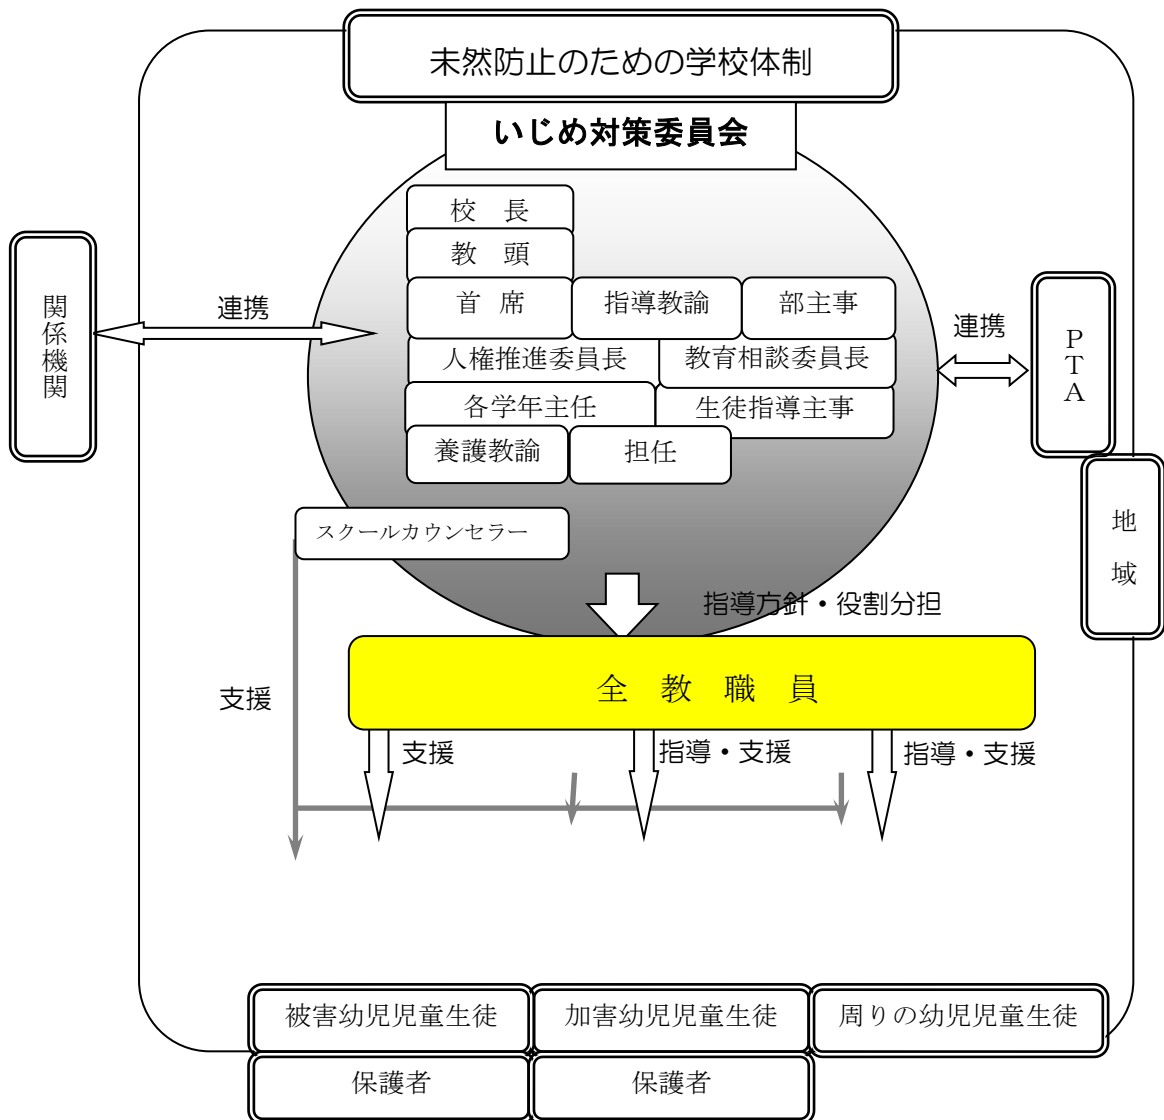 未然防止のための学校体制
いじめ対策委員会
校　長
教　頭
首 席
指導教諭
部主事
人権推進委員長
教育相談委員長
各学年主任
生徒指導主事
養護教諭
担任
スクールカウンセラー
関係機関
連携
連携
PTA
地域
指導方針・役割分担
全　教　職　員
支援
支援
指導・支援
指導・支援
被害幼児児童生徒
加害幼児児童生徒
周りの幼児児童生徒
保護者
保護者